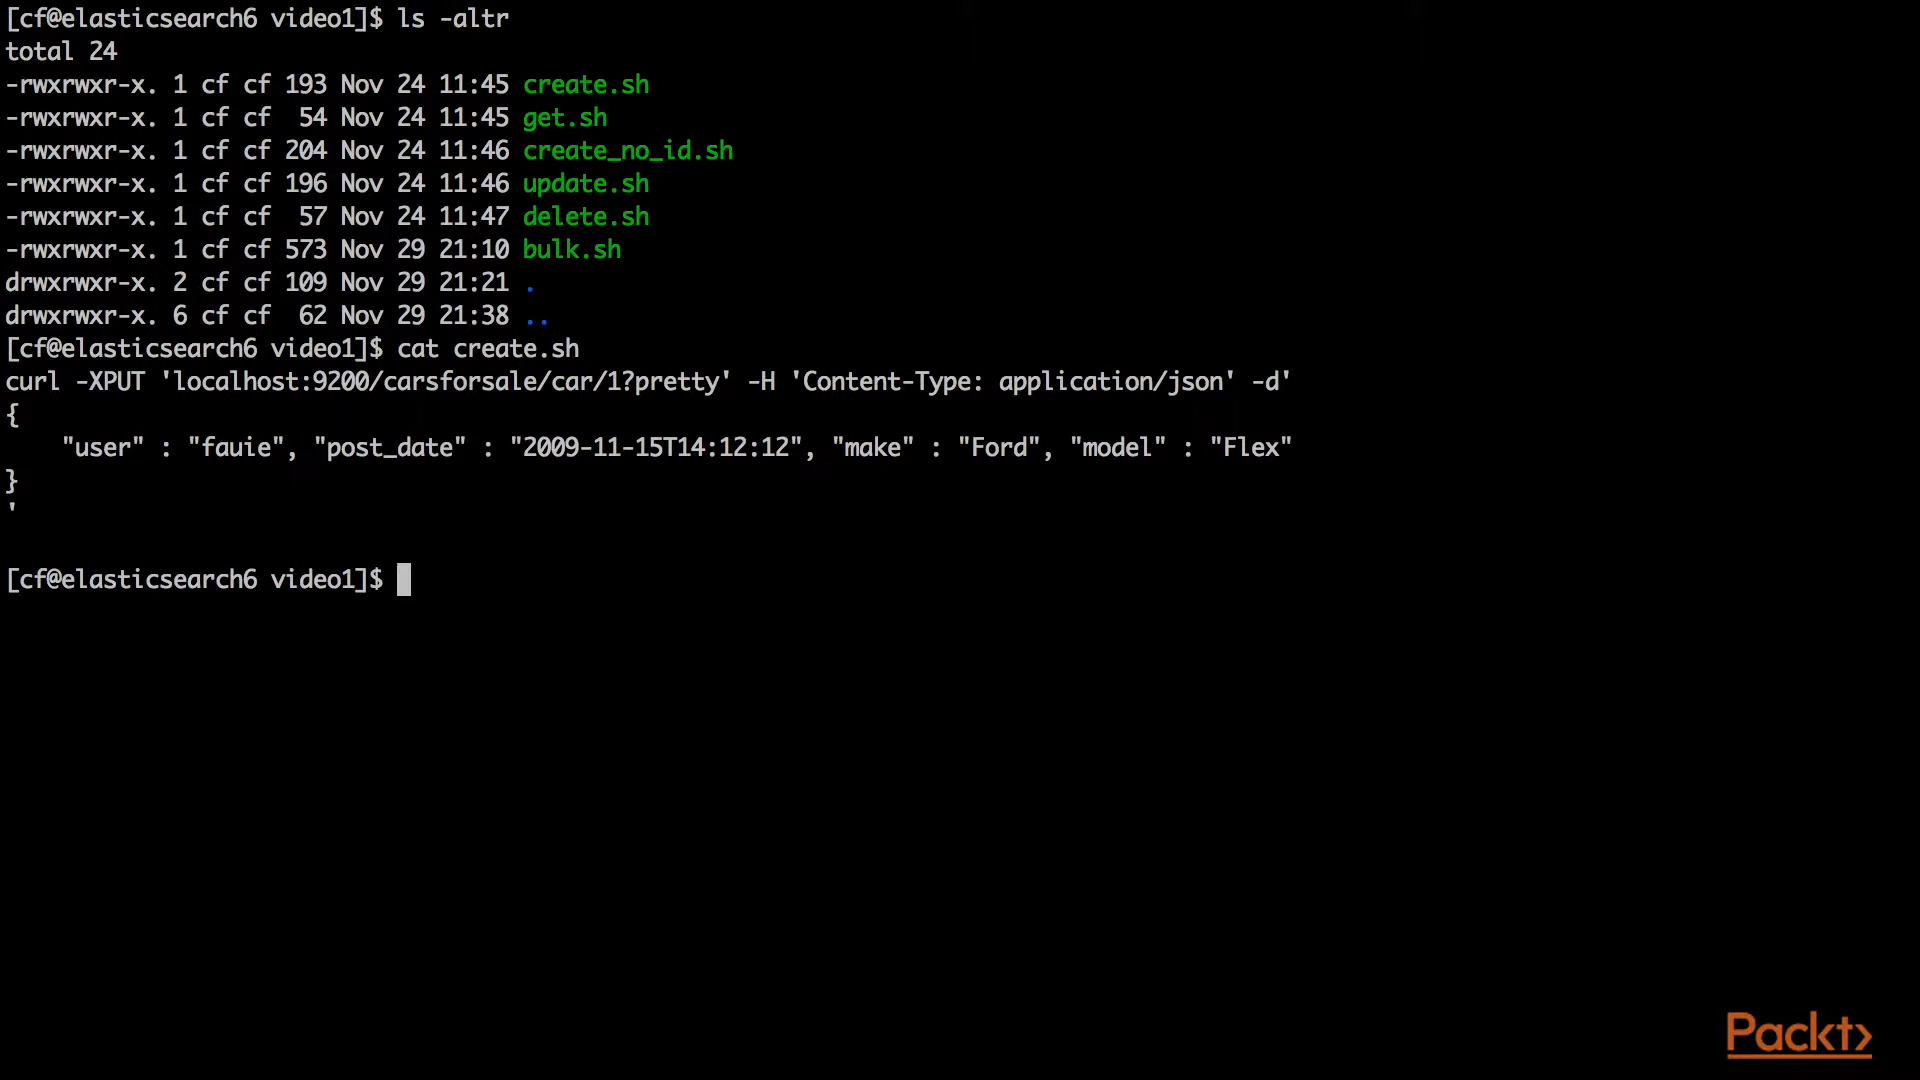 [cf@elasticsearch6 video1]$ ls -altr
total 24
-rwxrwxr-x. 1 cf cf 193 Nov 24 11:45 create.sh
-rwxrwxr-x. 1 cf cf  54 Nov 24 11:45 get.sh
-rwxrwxr-x. 1 cf cf 204 Nov 24 11:46 create_no_id.sh
-rwxrwxr-x. 1 cf cf 196 Nov 24 11:46 update.sh
-rwxrwxr-x. 1 cf cf  57 Nov 24 11:47 delete.sh
-rwxrwxr-x. 1 cf cf 573 Nov 29 21:10 bulk.sh
drwxrwxr-x. 2 cf cf 109 Nov 29 21:21 .
drwxrwxr-x. 6 cf cf  62 Nov 29 21:38 ..
[cf@elasticsearch6 video1]$ cat create.sh
curl -XPUT 'localhost:9200/carsforsale/car/1?pretty' -H 'Content-Type: application/json' -d'
{
    "user" : "fauie", "post_date" : "2009-11-15T14:12:12", "make" : "Ford", "model" : "Flex"
}
'
[cf@elasticsearch6 video1]$
Packt>